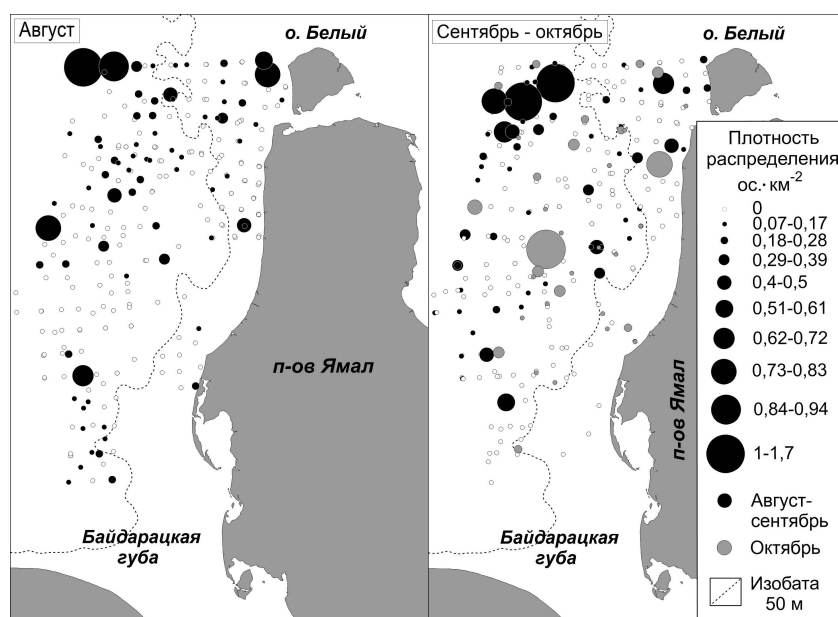 Август
о. Белый
п-ов Ямал
Байдарацкая
губа
Сентябрь - октябрь
о. Белый
п-ов Ямал
Байдарацкая
губа
Плотность
распределения
ос.· км-2
0
0,07-0,17
0,18-0,28
0,29-0,39
0,4-0,5
0,51-0,61
0,62-0,72
0,73-0,83
0,84-0,94
1-1,7
Август-
сентябрь
Октябрь
Изобата
50 м